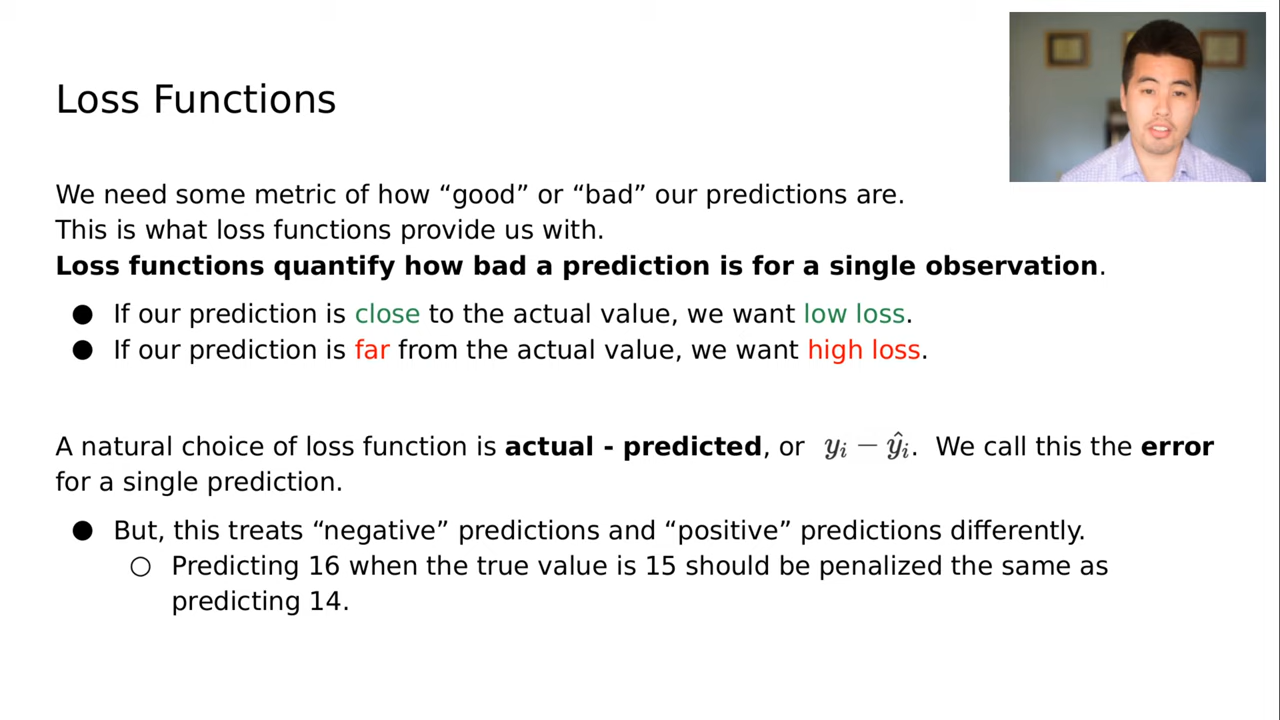 Loss Functions
We need some metric of how “good” or “bad” our predictions are.
This is what loss functions provide us with.
Loss functions quantify how bad a prediction is for a single observation.
● If our prediction is close to the actual value, we want low loss.
● If our prediction is far from the actual value, we want high loss.
A natural choice of loss function is actual - predicted, or yᵢ − ŷᵢ. We call this the error
for a single prediction.
● But, this treats “negative” predictions and “positive” predictions differently.
○ Predicting 16 when the true value is 15 should be penalized the same as
predicting 14.